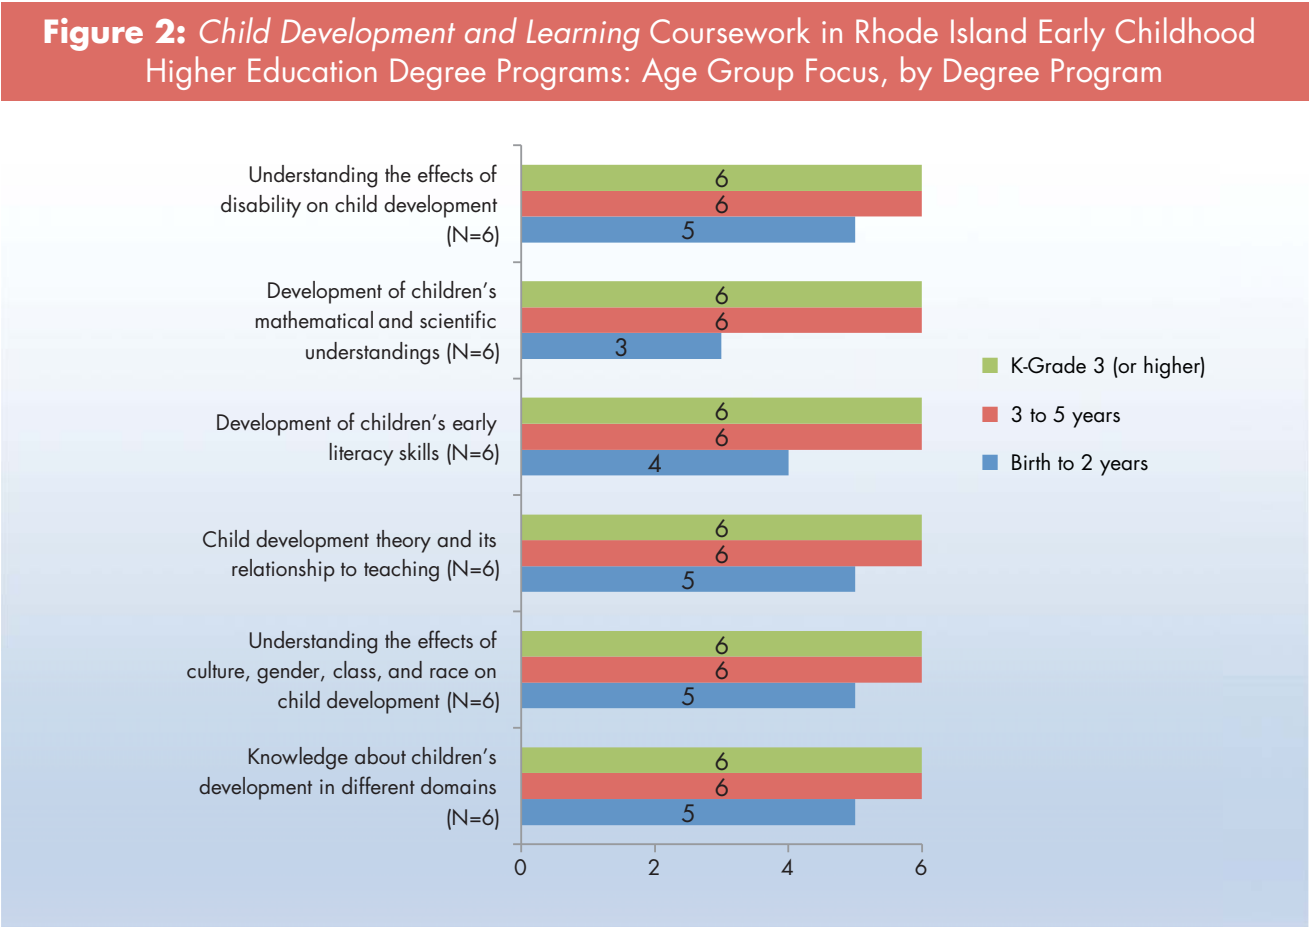 Figure 2: Child Development and Learning Coursework in Rhode Island Early Childhood
Higher Education Degree Programs: Age Group Focus, by Degree Program
Understanding the effects of
disability on child development
(N=6)
6
6
5
Development of children's
mathematical and scientific
understandings (N=6)
6
6
3
Development of children's early
literacy skills (N=6)
6
6
4
Child development theory and its
relationship to teaching (N=6)
6
6
5
Understanding the effects of
culture, gender, class, and race on
child development (N=6)
6
6
5
Knowledge about children's
development in different domains
(N=6)
6
6
5
0 2 4 6
K-Grade 3 (or higher)
3 to 5 years
Birth to 2 years